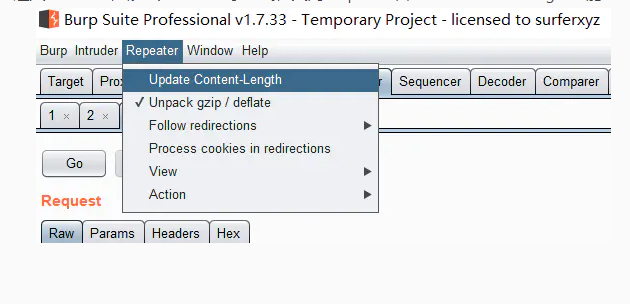 Burp Suite Professional v1.7.33 - Temporary Project - licensed to surferxyz
Burp Intruder Repeater Window Help
Target Sequencer Decoder Comparer
Update Content-Length
1 × 2 × ✓ Unpack gzip / deflate
Follow redirections ▶
Process cookies in redirections
Go View ▶
Action ▶
Request
Raw Params Headers Hex